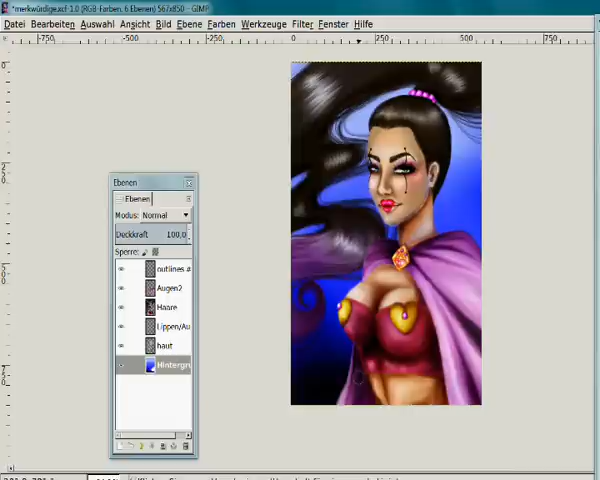 *merkwürdige.xcf-1.0 (RGB-Farben, 6 Ebenen) 567x850 – GIMP
Datei Bearbeiten Auswahl Ansicht Bild Ebene Farben Werkzeuge Filter Fenster Hilfe
-750 -500 -250 0 250 500 750
Ebenen
Ebenen
Modus: Normal
Deckkraft 100,0
Sperre:
outlines #
Augen2
Haare
Lippen/Au
haut
Hintergru